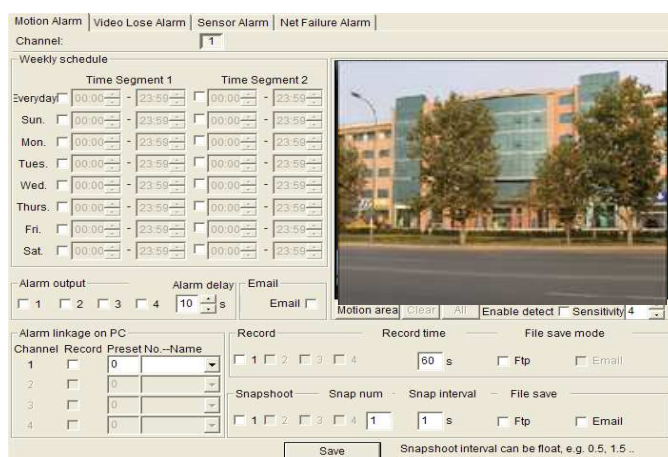 Motion Alarm Video Lose Alarm Sensor Alarm Net Failure Alarm
Channel: 1
Weekly schedule
Time Segment 1 Time Segment 2
Everyday 00:00 - 23:59 00:00 - 23:59
Sun. 00:00 - 23:59 00:00 - 23:59
Mon. 00:00 - 23:59 00:00 - 23:59
Tues. 00:00 - 23:59 00:00 - 23:59
Wed. 00:00 - 23:59 00:00 - 23:59
Thurs. 00:00 - 23:59 00:00 - 23:59
Fri. 00:00 - 23:59 00:00 - 23:59
Sat. 00:00 - 23:59 00:00 - 23:59
Alarm output Alarm delay Email
1 2 3 4 10 s Email
Motion area Clear All Enable detect Sensitivity 4
Alarm linkage on PC
Channel Record Preset No.--Name
1 0
2 0
3 0
4 0
Record Record time File save mode
1 2 3 4 60 s Ftp Email
Snapshoot Snap num Snap interval File save
1 2 3 4 1 1 s Ftp Email
Save Snapshoot interval can be float, e.g. 0.5, 1.5 ..